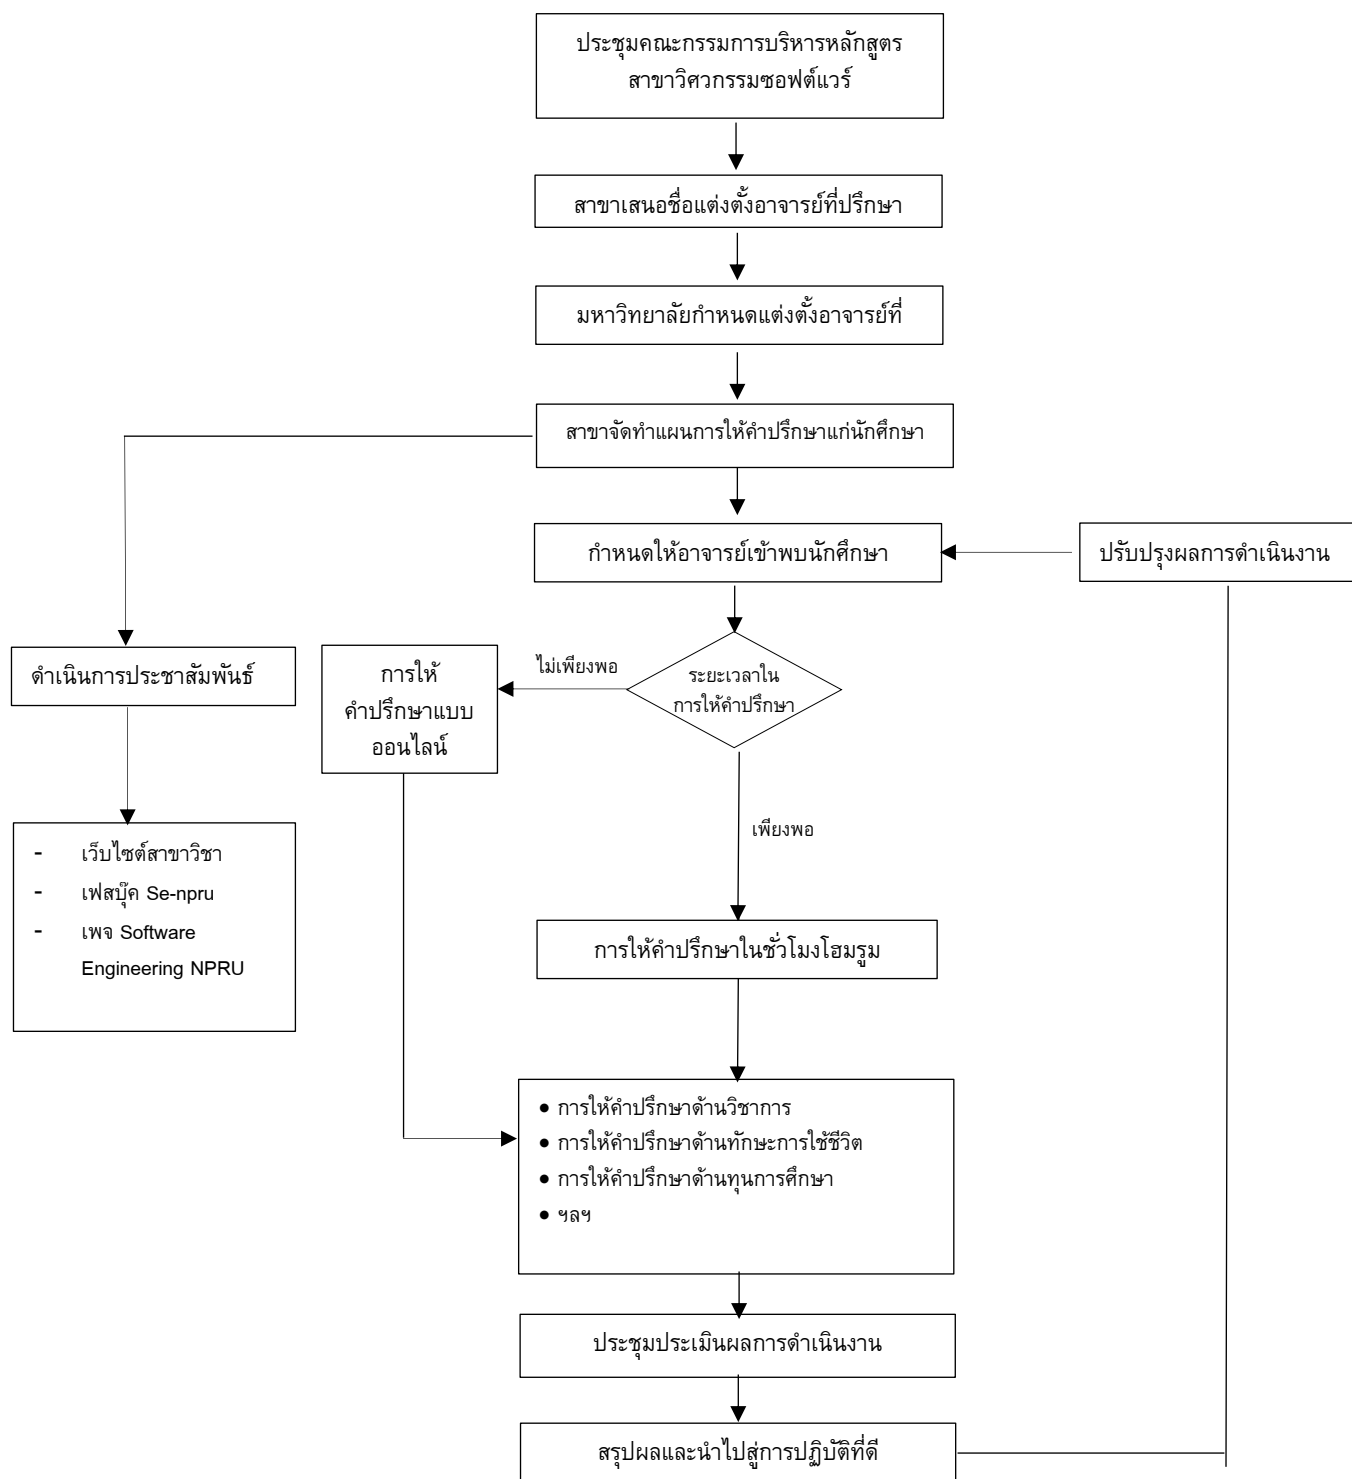 ประชุมคณะกรรมการบริหารหลักสูตร
สาขาวิศวกรรมซอฟต์แวร์
สาขาเสนอชื่อแต่งตั้งอาจารย์ที่ปรึกษา
มหาวิทยาลัยกำหนดแต่งตั้งอาจารย์ที่
สาขาจัดทำแผนการให้คำปรึกษาแก่นักศึกษา
กำหนดให้อาจารย์เข้าพบนักศึกษา
ปรับปรุงผลการดำเนินงาน
ดำเนินการประชาสัมพันธ์
การให้
คำปรึกษาแบบ
ออนไลน์
ไม่เพียงพอ
ระยะเวลาใน
การให้คำปรึกษา
เพียงพอ
- เว็บไซต์สาขาวิชา
- เฟสบุ๊ค Se-npru
- เพจ Software
Engineering NPRU
การให้คำปรึกษาในชั่วโมงโฮมรูม
• การให้คำปรึกษาด้านวิชาการ
• การให้คำปรึกษาด้านทักษะการใช้ชีวิต
• การให้คำปรึกษาด้านทุนการศึกษา
• ฯลฯ
ประชุมประเมินผลการดำเนินงาน
สรุปผลและนำไปสู่การปฏิบัติที่ดี